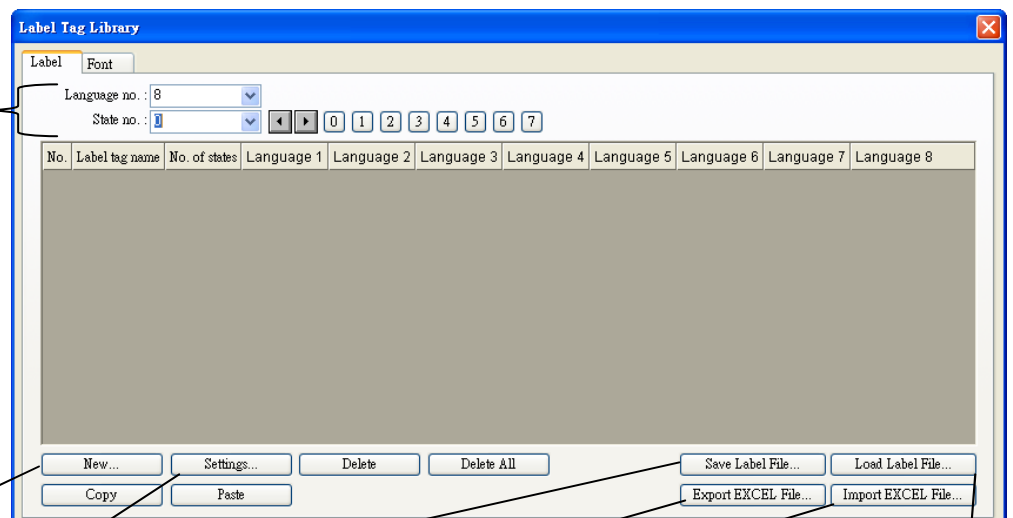 Label Tag Library
Label Font
Language no. : 8
State no. : 0 0 1 2 3 4 5 6 7
No. Label tag name No. of states Language 1 Language 2 Language 3 Language 4 Language 5 Language 6 Language 7 Language 8
New... Settings... Delete Delete All Save Label File... Load Label File...
Copy Paste Export EXCEL File... Import EXCEL File...